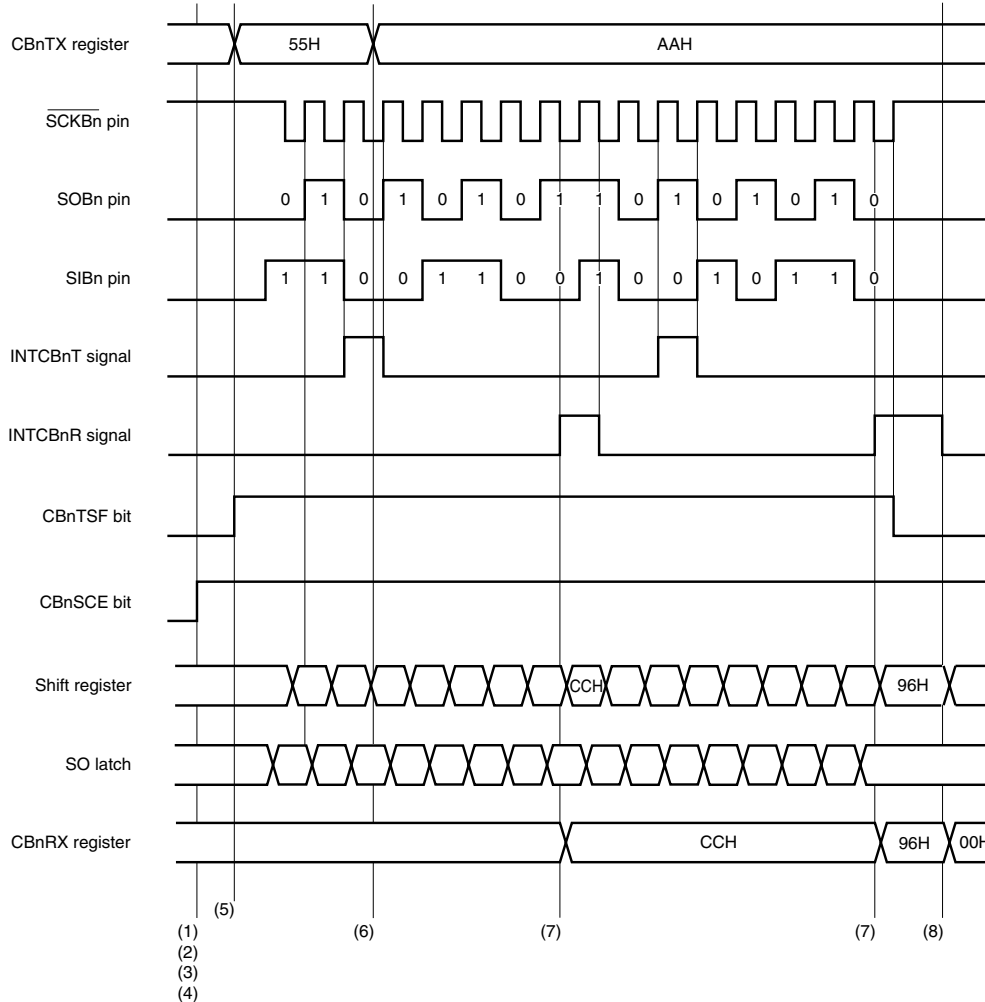 CBnTX register 55H AAH
SCKBn pin
SOBn pin 0 1 0 1 0 1 0 1 1 0 1 0 1 0 1 0
SIBn pin 1 1 0 0 1 1 0 0 1 0 0 1 0 1 1 0
INTCBnT signal
INTCBnR signal
CBnTSF bit
CBnSCE bit
Shift register CCH 96H
SO latch
CBnRX register CCH 96H 00H
(5)
(1) (6) (7) (7) (8)
(2)
(3)
(4)